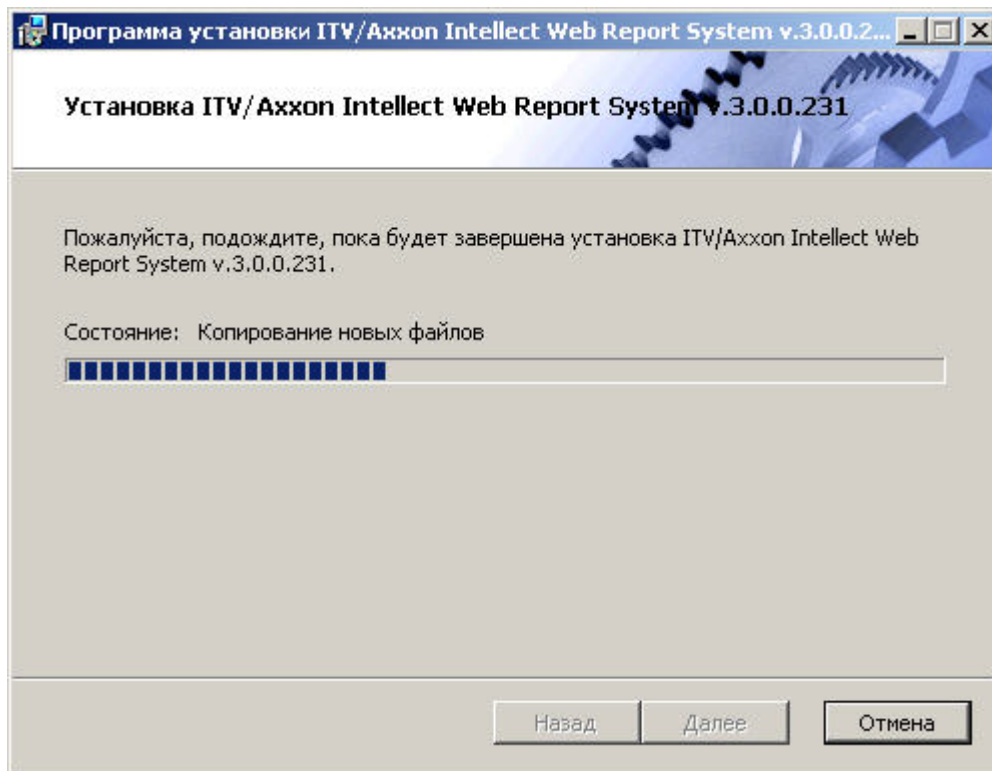 Программа установки ITV/Axxon Intellect Web Report System v.3.0.0.2...
Установка ITV/Axxon Intellect Web Report System v.3.0.0.231
Пожалуйста, подождите, пока будет завершена установка ITV/Axxon Intellect Web
Report System v.3.0.0.231.
Состояние: Копирование новых файлов
Назад Далее Отмена